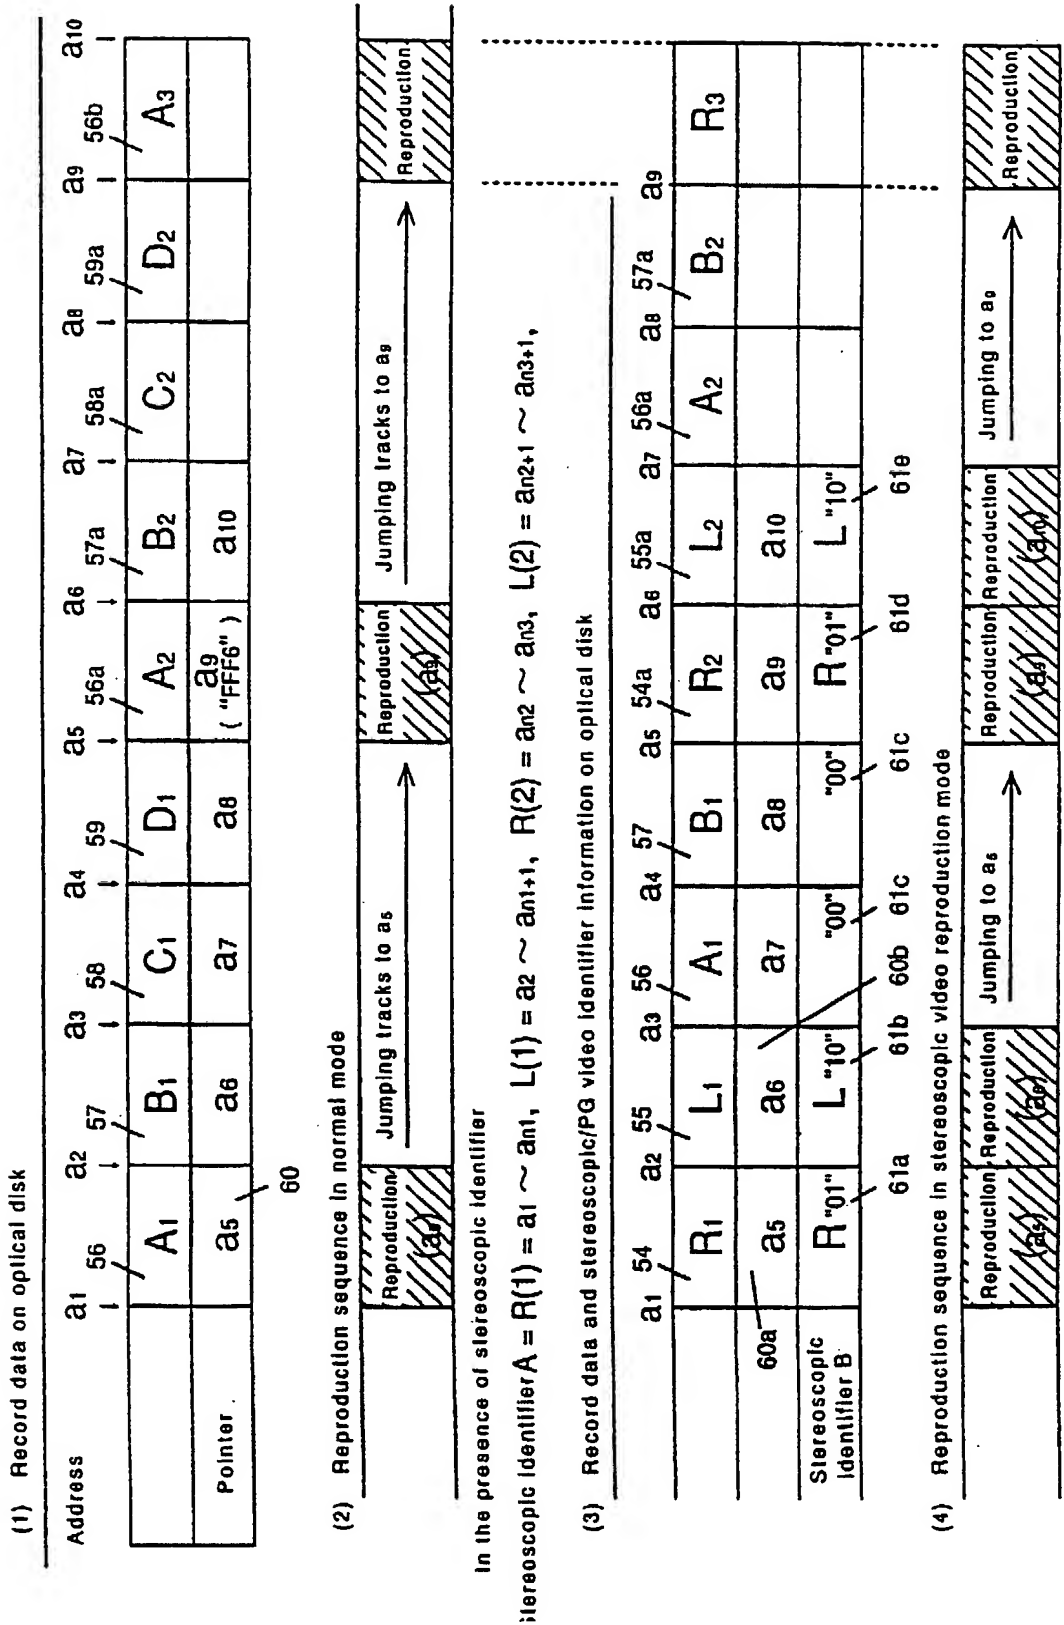 (1) Record data on optical disk
Address a1 a2 a3 a4 a5 a6 a7 a8 a9 a10
56 57 58 59 56a 57a 58a 59a 56b
A1 B1 C1 D1 A2 B2 C2 D2 A3
Pointer a5 a6 a7 a8 a9 ("FFF6") a10
60
(2) Reproduction sequence in normal mode
Reproduction Jumping tracks to a5 Reproduction Jumping tracks to a9 Reproduction
In the presence of stereoscopic identifier
stereoscopic identifier A = R(1) = a1 ~ an1, L(1) = a2 ~ an1+1, R(2) = an2 ~ an3, L(2) = an2+1 ~ an3+1,
(3) Record data and stereoscopic/PG video identifier information on optical disk
a1 a2 a3 a4 a5 a6 a7 a8 a9
54 55 56 57 54a 55a 56a 57a
R1 L1 A1 B1 R2 L2 A2 B2 R3
60a a5 a6 a7 a8 a9 a10
60b
Stereoscopic Identifier B R "01" L "10" "00" "00" R "01" L "10"
61a 61b 61c 61c 61d 61e
(4) Reproduction sequence in stereoscopic video reproduction mode
Reproduction Reproduction Jumping to a5 Reproduction Reproduction Jumping to a9 Reproduction